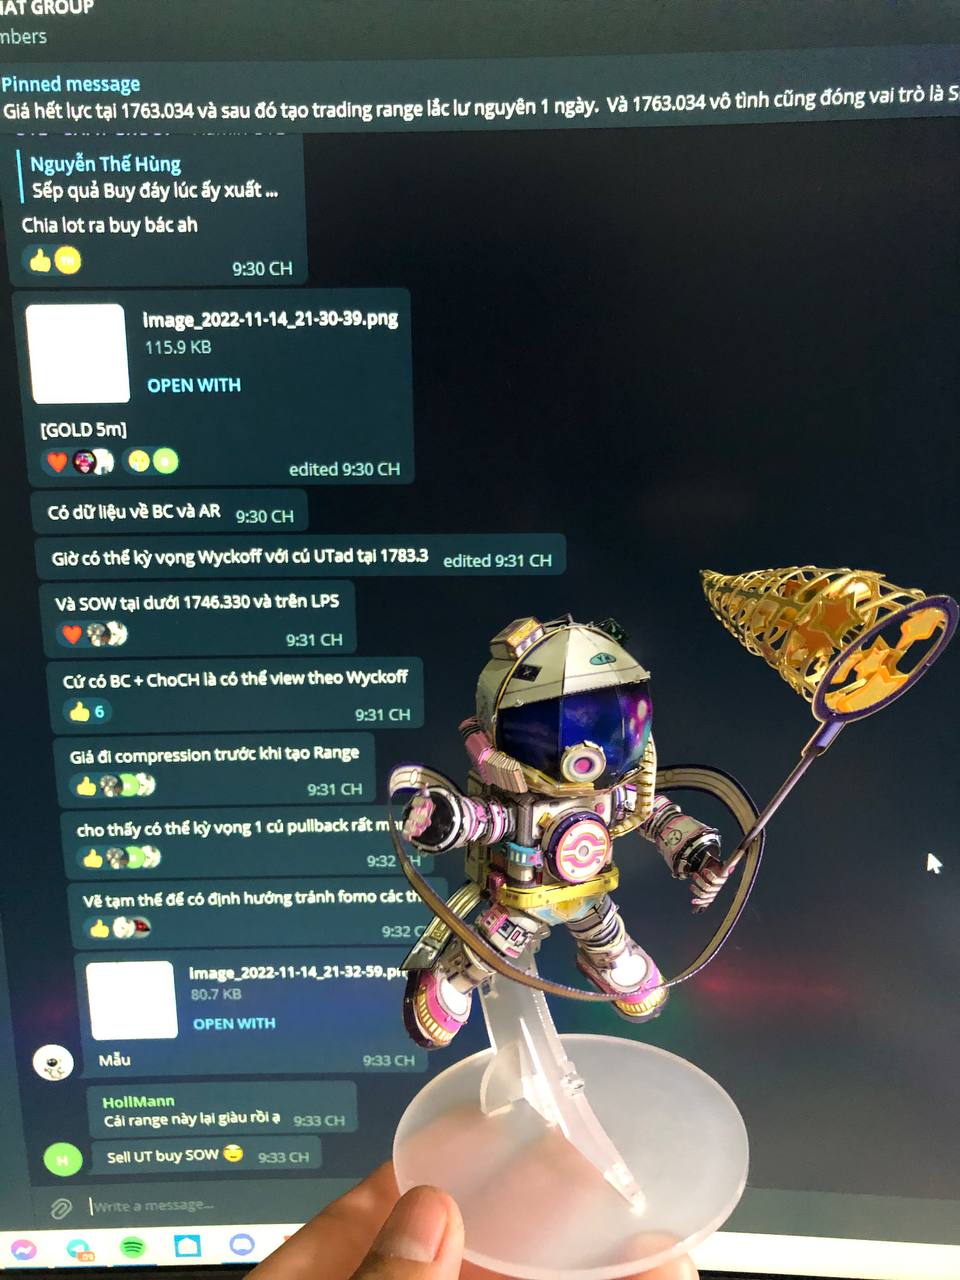 HAT GROUP
mbers
Pinned message
Giá hết lực tại 1763.034 và sau đó tạo trading range lắc lư nguyên 1 ngày. Và 1763.034 vô tình cũng đóng vai trò là
Nguyễn Thế Hùng
Sếp quả Buy đáy lúc ấy xuất ...
Chia lot ra buy bác ah
9:30 CH
image_2022-11-14_21-30-39.png
115.9 KB
OPEN WITH
[GOLD 5m]
edited 9:30 CH
Có dữ liệu về BC và AR 9:30 CH
Giờ có thể kỳ vọng Wyckoff với cú UTad tại 1783.3 edited 9:31 CH
Và SOW tại dưới 1746.330 và trên LPS
9:31 CH
Cứ có BC + ChoCH là có thể view theo Wyckoff
6 9:31 CH
Giá đi compression trước khi tạo Range
9:31 CH
cho thấy có thể kỳ vọng 1 cú pullback rất
9:32 CH
Vẽ tạm thế để có định hướng tránh fomo các
9:32
image_2022-11-14_21-32-59.pn
80.7 KB
OPEN WITH
Mẫu 9:33 CH
HollMann
Cái range này lại giàu rồi ạ 9:33 CH
H
Sell UT buy SOW 9:33 CH
Write a message...